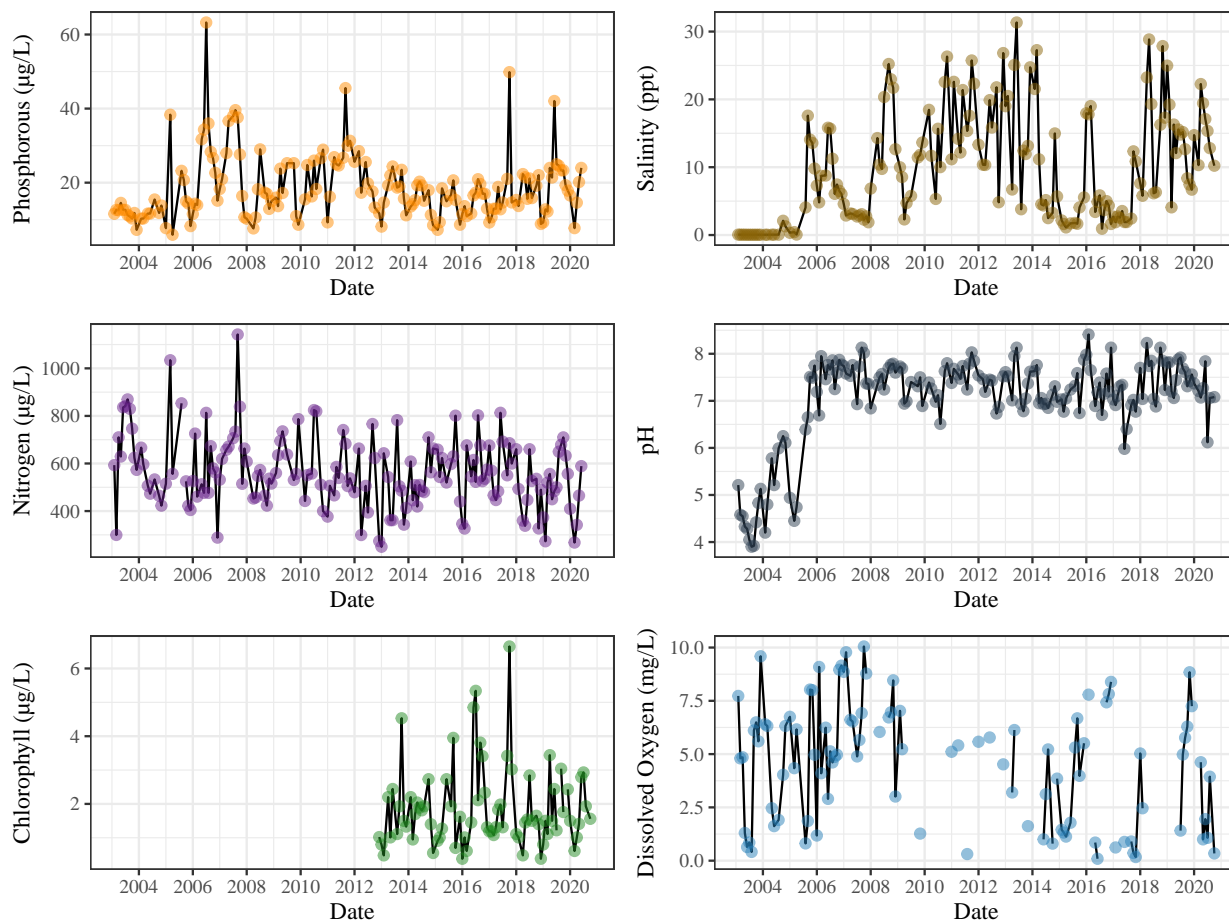 Phosphorous (µg/L)
60
40
20
2004 2006 2008 2010 2012 2014 2016 2018 2020
Date
Salinity (ppt)
30
20
10
0
2004 2006 2008 2010 2012 2014 2016 2018 2020
Date
Nitrogen (µg/L)
1000
800
600
400
2004 2006 2008 2010 2012 2014 2016 2018 2020
Date
pH
8
7
6
5
4
2004 2006 2008 2010 2012 2014 2016 2018 2020
Date
Chlorophyll (µg/L)
6
4
2
2004 2006 2008 2010 2012 2014 2016 2018 2020
Date
Dissolved Oxygen (mg/L)
10.0
7.5
5.0
2.5
0.0
2004 2006 2008 2010 2012 2014 2016 2018 2020
Date